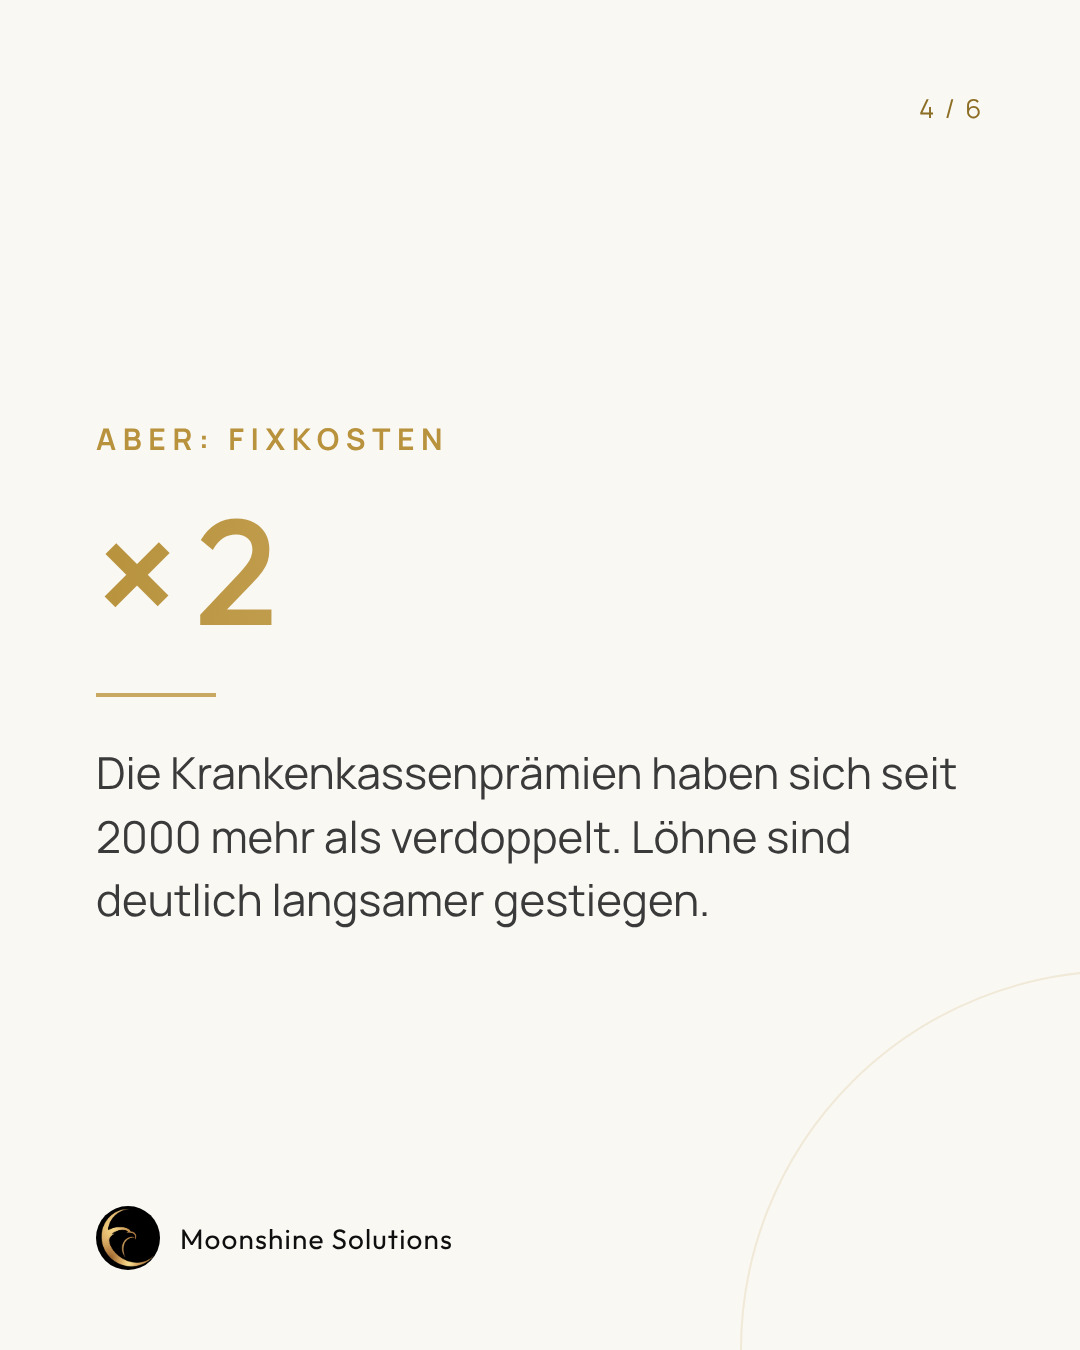 4 / 6
ABER: FIXKOSTEN
×2
Die Krankenkassenprämien haben sich seit
2000 mehr als verdoppelt. Löhne sind
deutlich langsamer gestiegen.
Moonshine Solutions